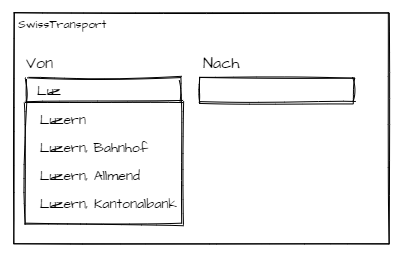 SwissTransport
Von
Nach
Luz
Luzern
Luzern, Bahnhof
Luzern, Allmend
Luzern, Kantonalbank